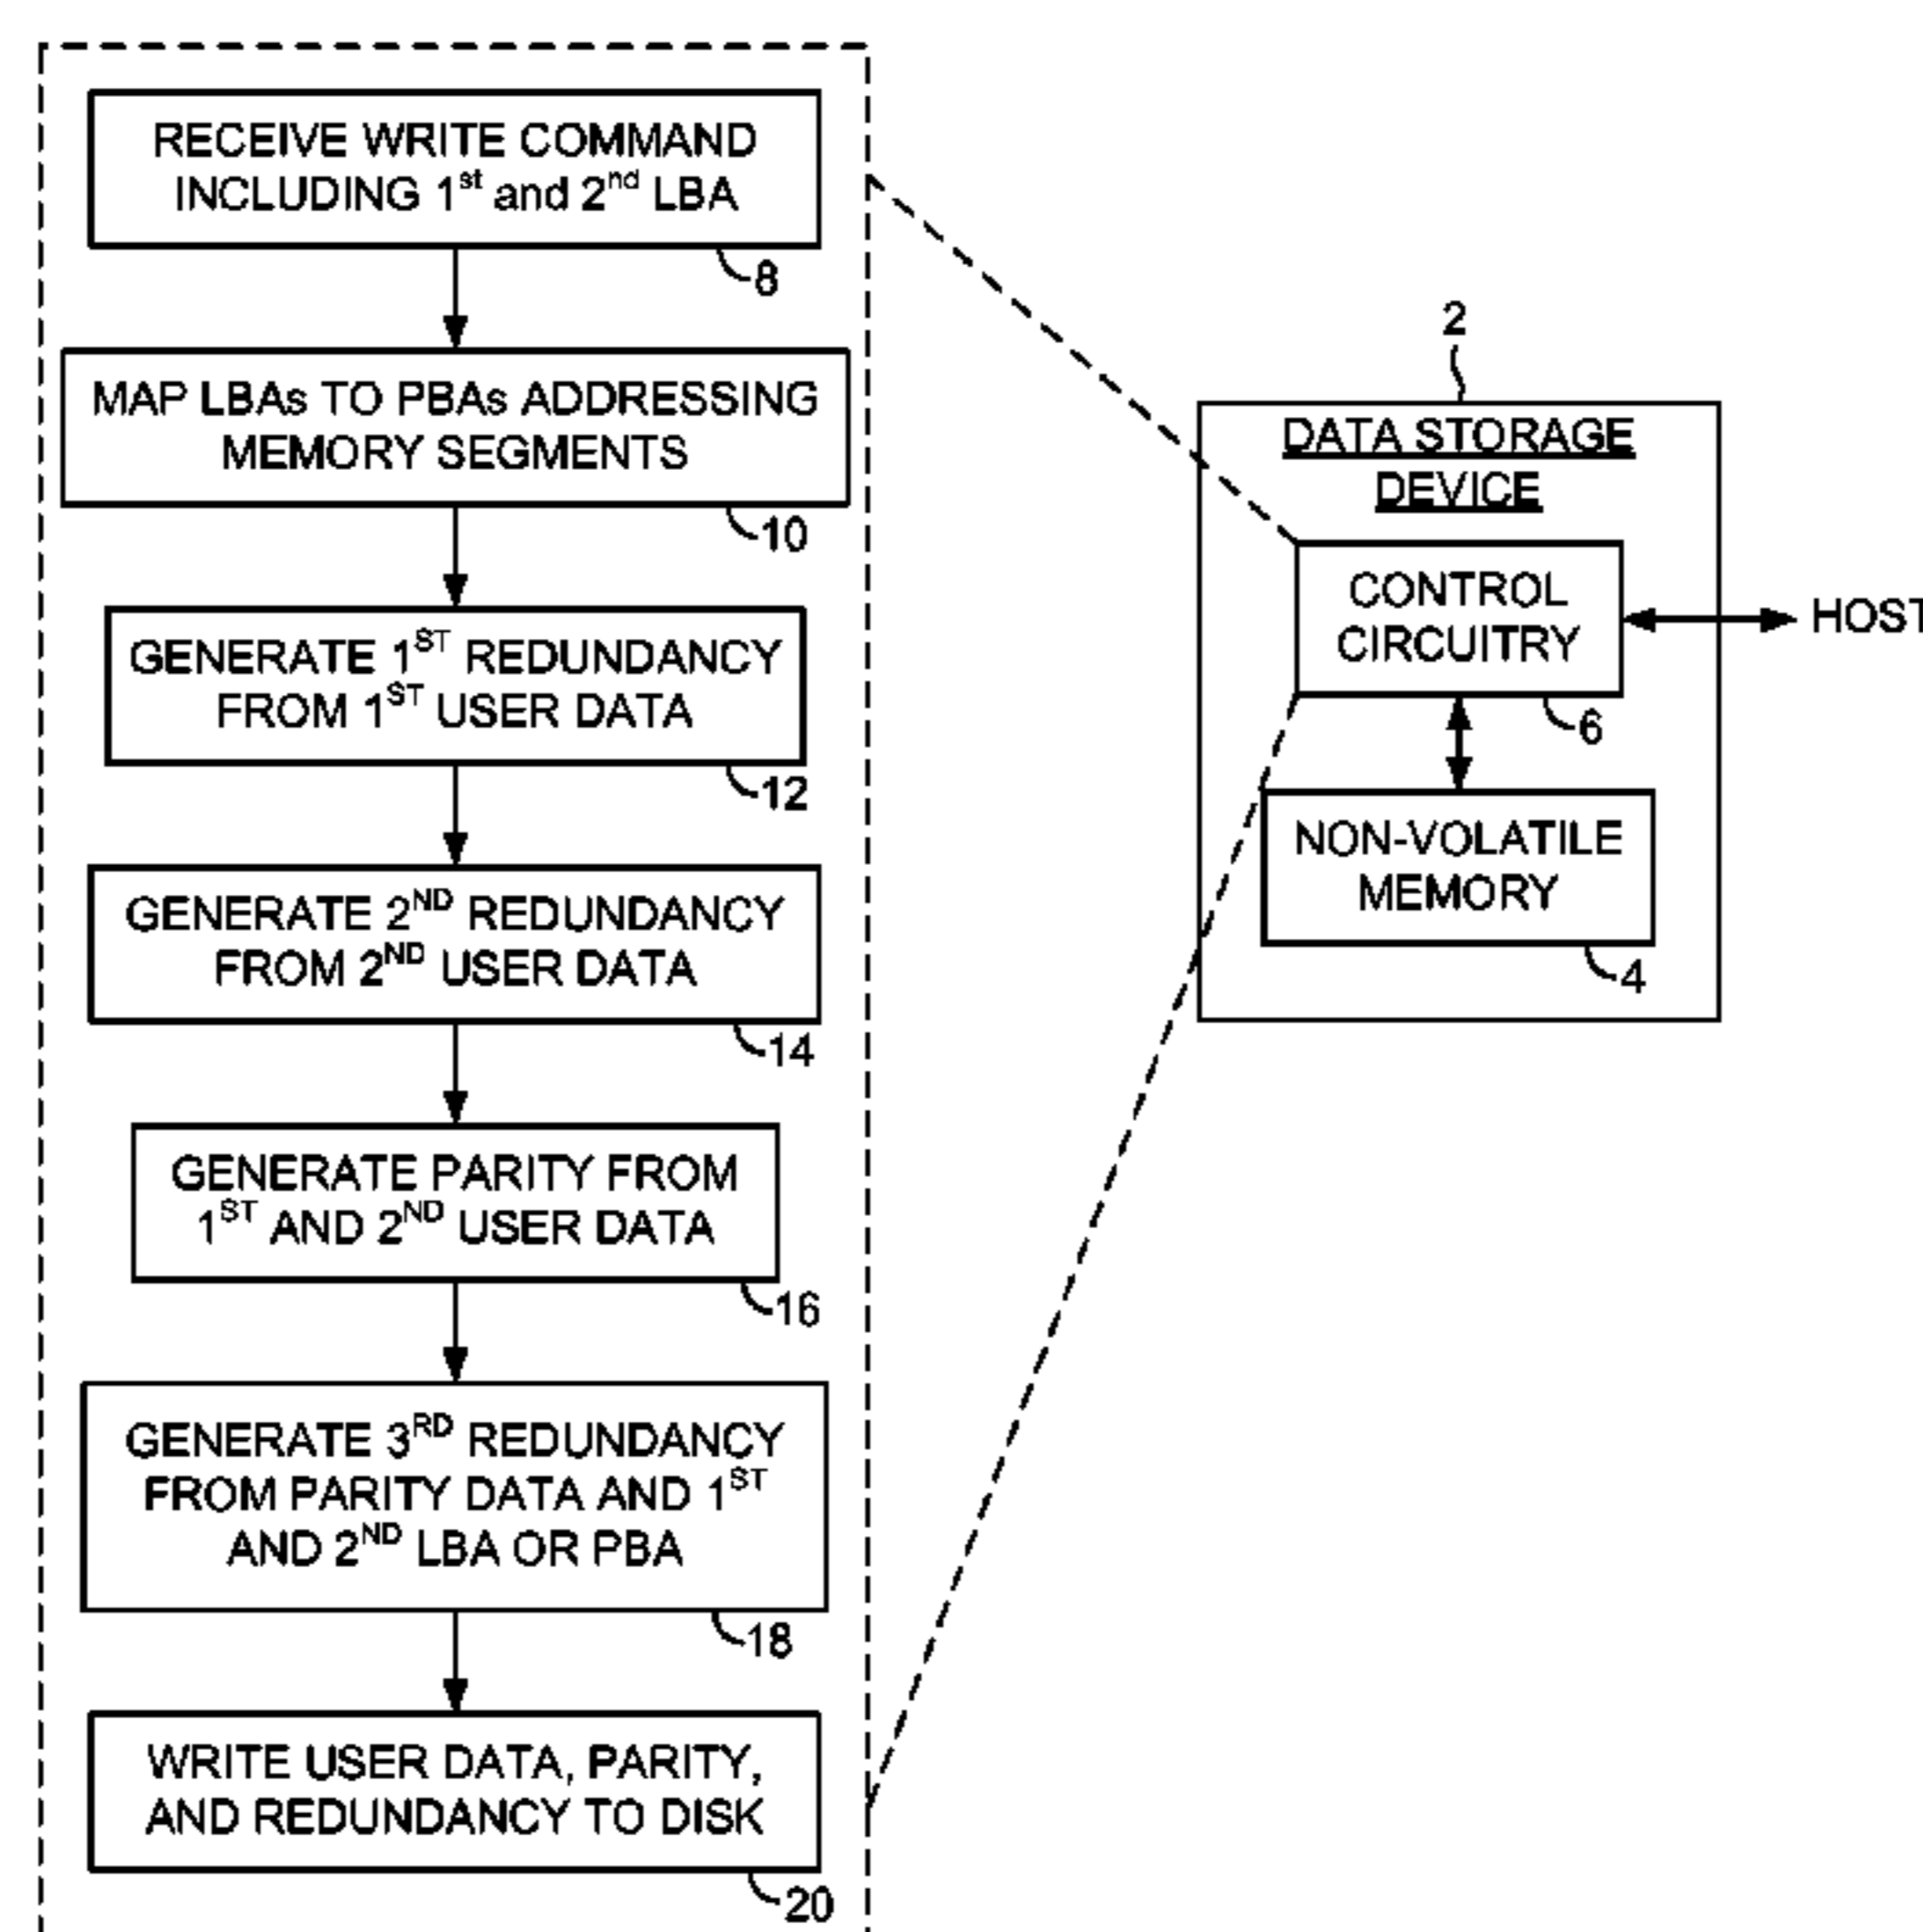 RECEIVE WRITE COMMAND
INCLUDING 1st and 2nd LBA
8
MAP LBAs TO PBAs ADDRESSING
MEMORY SEGMENTS
10
GENERATE 1ST REDUNDANCY
FROM 1ST USER DATA
12
GENERATE 2ND REDUNDANCY
FROM 2ND USER DATA
14
GENERATE PARITY FROM
1ST AND 2ND USER DATA
16
GENERATE 3RD REDUNDANCY
FROM PARITY DATA AND 1ST
AND 2ND LBA OR PBA
18
WRITE USER DATA, PARITY,
AND REDUNDANCY TO DISK
20
2
DATA STORAGE
DEVICE
CONTROL
CIRCUITRY
6
HOST
NON-VOLATILE
MEMORY
4